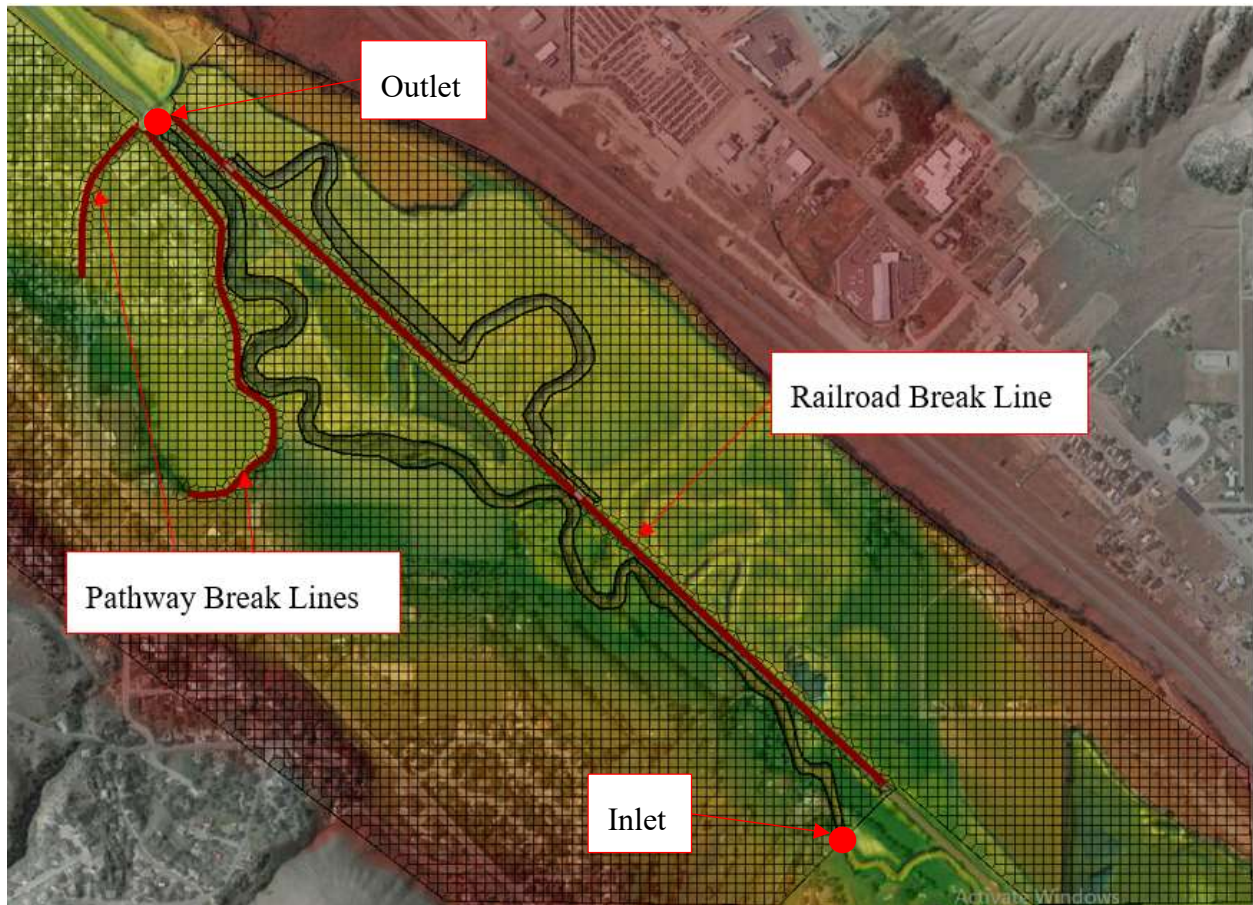 Outlet
Railroad Break Line
Pathway Break Lines
Inlet
Activate Windows